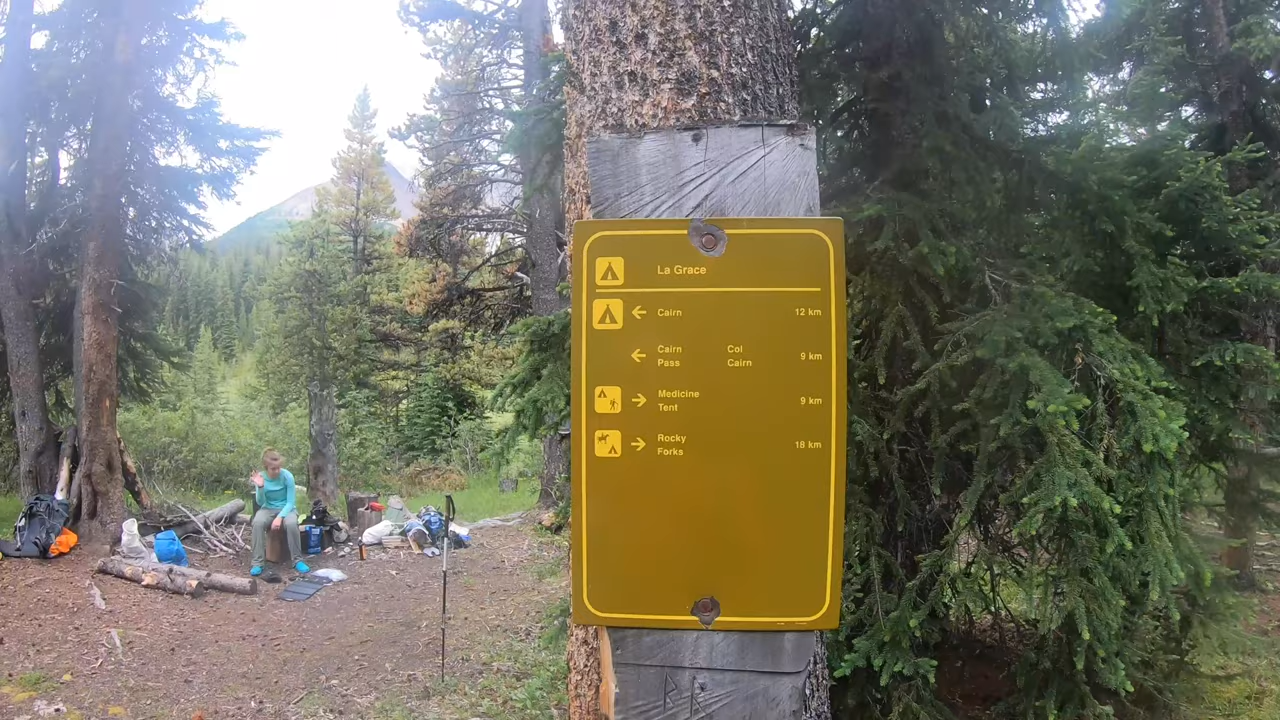 La Grace
← Cairn 12 km
← Cairn Pass Col Cairn 9 km
→ Medicine Tent 9 km
→ Rocky Forks 18 km